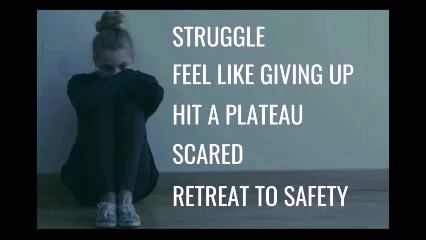 STRUGGLE
FEEL LIKE GIVING UP
HIT A PLATEAU
SCARED
RETREAT TO SAFETY